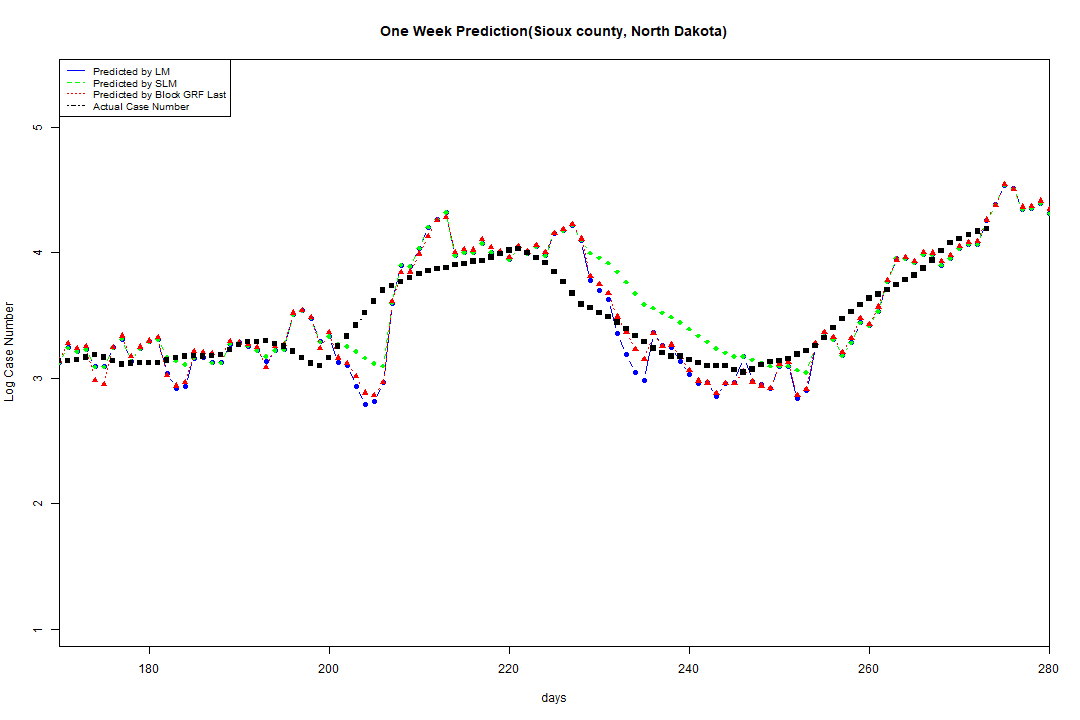 One Week Prediction(Sioux county, North Dakota)
Predicted by LM
Predicted by SLM
Predicted by Block GRF Last
Actual Case Number
5
4
3
2
1
Log Case Number
180
200
220
240
260
280
days